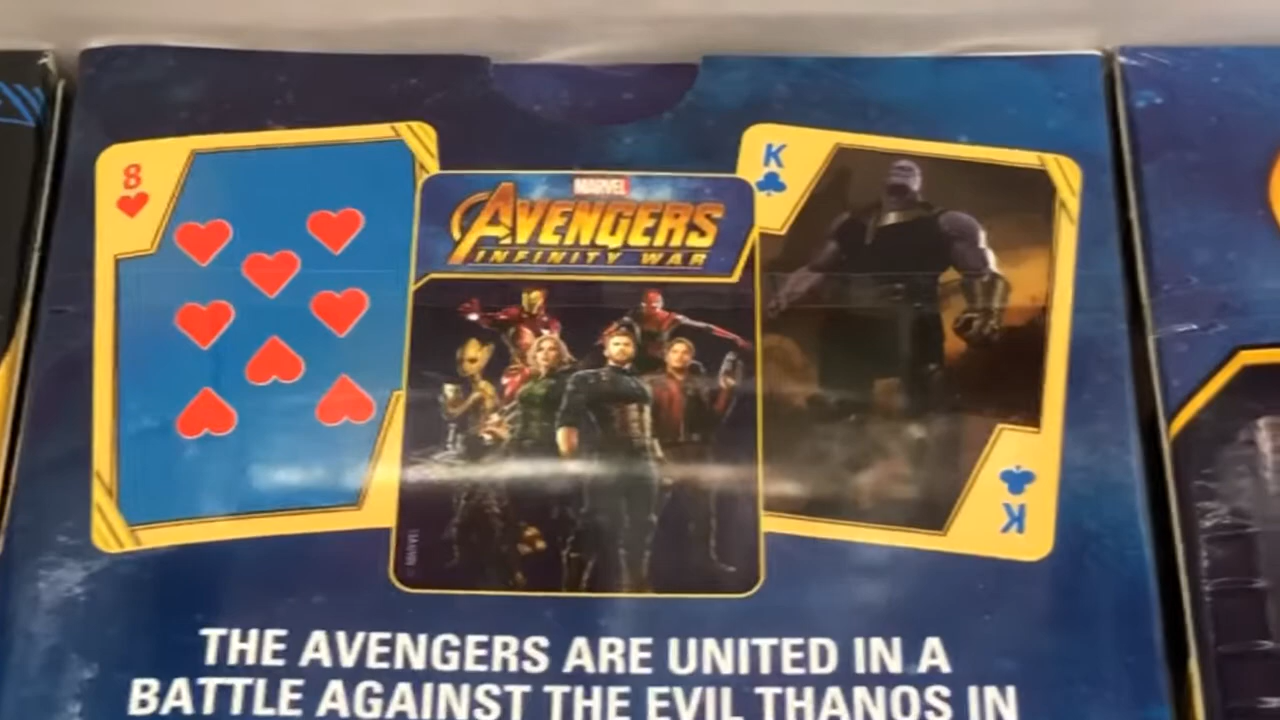 8
K
MARVEL
AVENGERS
INFINITY WAR
K
THE AVENGERS ARE UNITED IN A
BATTLE AGAINST THE EVIL THANOS IN